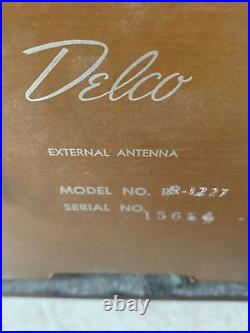 Delco
EXTERNAL ANTENNA
MODEL NO.
SERIAL NO.